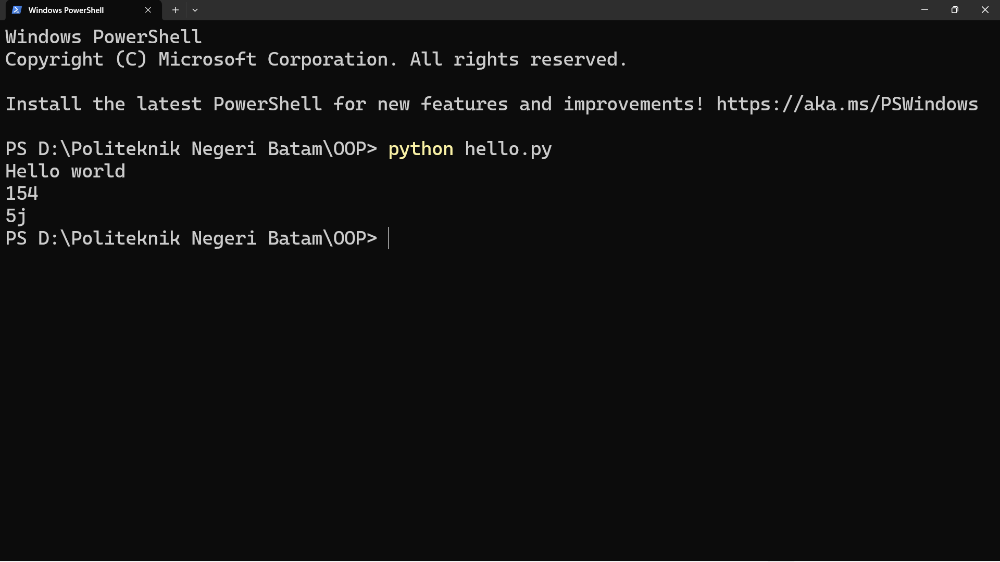 Windows PowerShell
Windows PowerShell
Copyright (C) Microsoft Corporation. All rights reserved.
Install the latest PowerShell for new features and improvements! https://aka.ms/PSWindows
PS D:\Politeknik Negeri Batam\OOP> python hello.py
Hello world
154
5j
PS D:\Politeknik Negeri Batam\OOP>